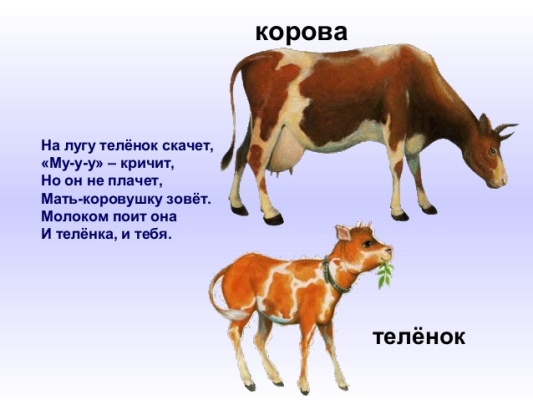 корова
На лугу телёнок скачет,
«Му-у-у» – кричит,
Но он не плачет,
Мать-коровушку зовёт.
Молоком поит она
И телёнка, и тебя.
телёнок